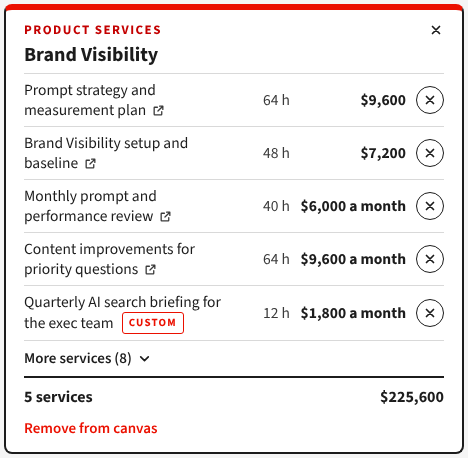 PRODUCT SERVICES
Brand Visibility
Prompt strategy and
measurement plan
64 h
$9,600
Brand Visibility setup and
baseline
48 h
$7,200
Monthly prompt and
performance review
40 h
$6,000 a month
Content improvements for
priority questions
64 h
$9,600 a month
Quarterly AI search briefing for
the exec team CUSTOM
12 h
$1,800 a month
More services (8)
5 services
$225,600
Remove from canvas